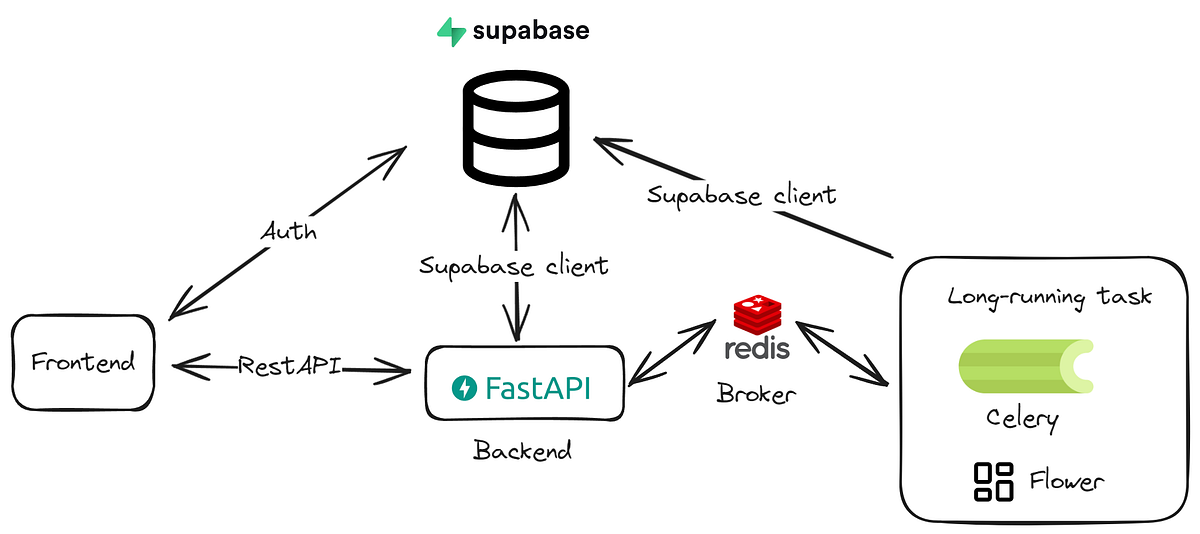 supabase
Supabase client
Auth
Supabase client
Long-running task
Frontend
RestAPI
FastAPI
redis
Broker
Celery
Backend
Flower